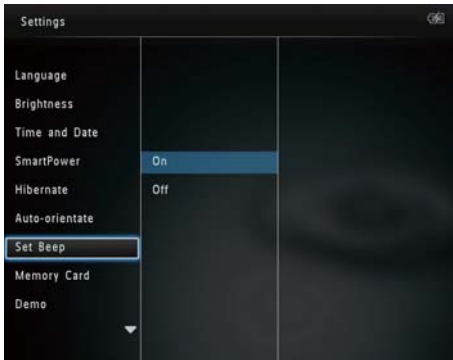 Settings
Language
Brightness
Time and Date
SmartPower
On
Hibernate
Off
Auto-orientate
Set Beep
Memory Card
Demo